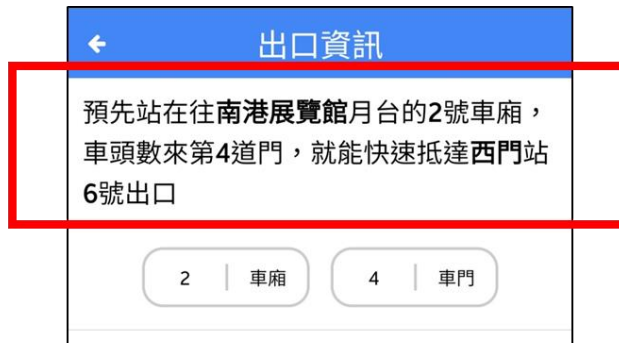 出口資訊
預先站在往南港展覽館月台的2號車廂，
車頭數來第4道門，就能快速抵達西門站
6號出口
2 車廂 4 車門